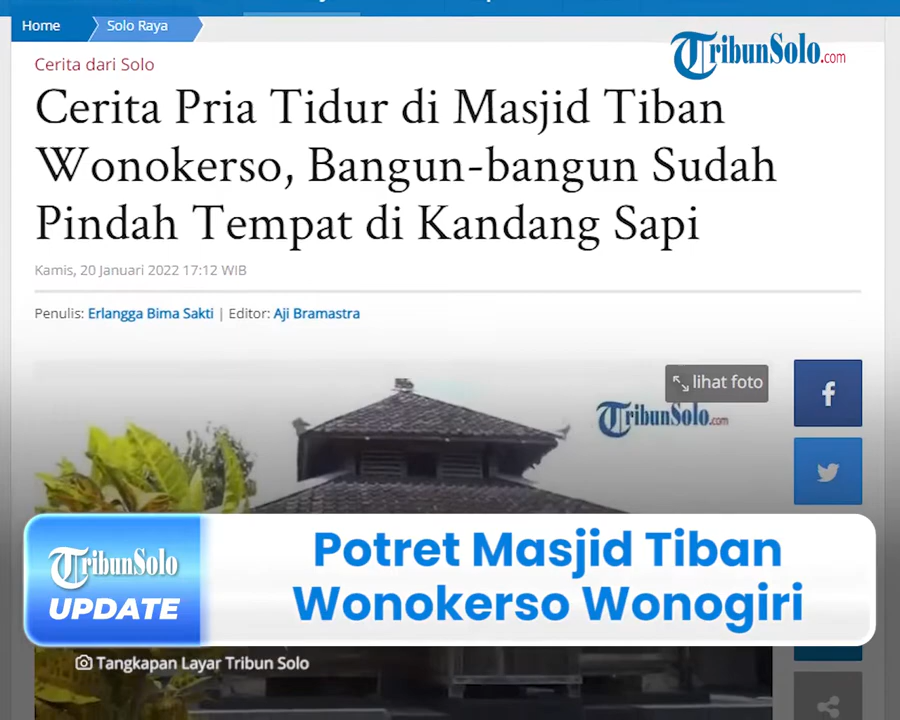 Home
Solo Raya
TribunSolo.com
Cerita dari Solo
Cerita Pria Tidur di Masjid Tiban
Wonokerso, Bangun-bangun Sudah
Pindah Tempat di Kandang Sapi
Kamis, 20 Januari 2022 17:12 WIB
Penulis: Erlangga Bima Sakti | Editor: Aji Bramastra
lihat foto
TribunSolo.com
TribunSolo
UPDATE
Potret Masjid Tiban
Wonokerso Wonogiri
Tangkapan Layar Tribun Solo